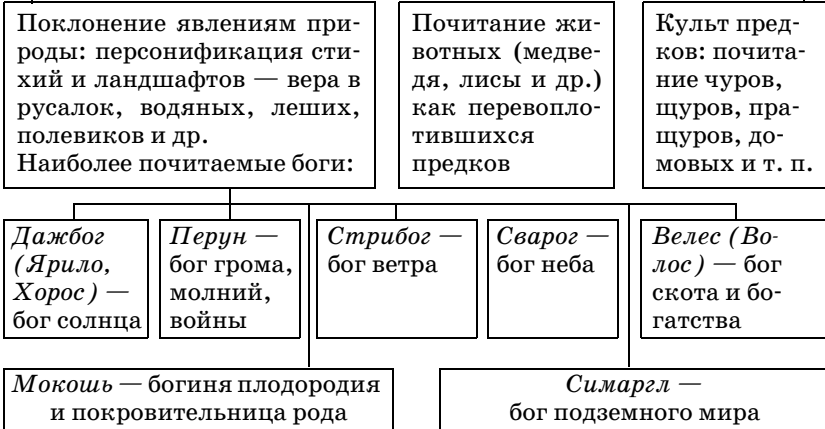 Поклонение явлениям при-
роды: персонификация сти-
хий и ландшафтов — вера в
русалок, водяных, леших,
полевиков и др.
Наиболее почитаемые боги:
Почитание жи-
вотных (медве-
дя, лисы и др.)
как перевопло-
тившихся
предков
Культ пред-
ков: почита-
ние чуров,
щуров, пра-
щуров, до-
мовых и т. п.
Дажбог
(Ярило,
Хорос) —
бог солнца
Перун —
бог грома,
молний,
войны
Стрибог —
бог ветра
Сварог —
бог неба
Велес (Во-
лос) — бог
скота и бо-
гатства
Мокошь — богиня плодородия
и покровительница рода
Симаргл —
бог подземного мира